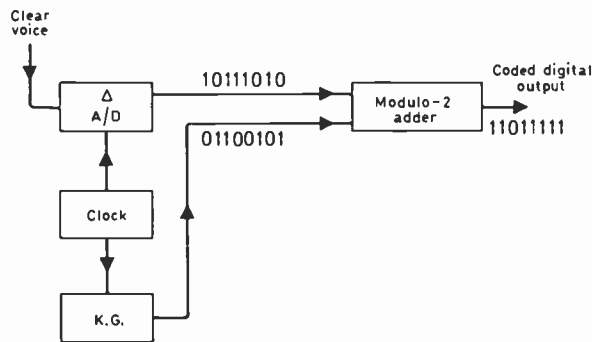 Clear
voice
Δ
A/D
10111010
Modulo-2
adder
Coded digital
output
11011111
01100101
Clock
K.G.